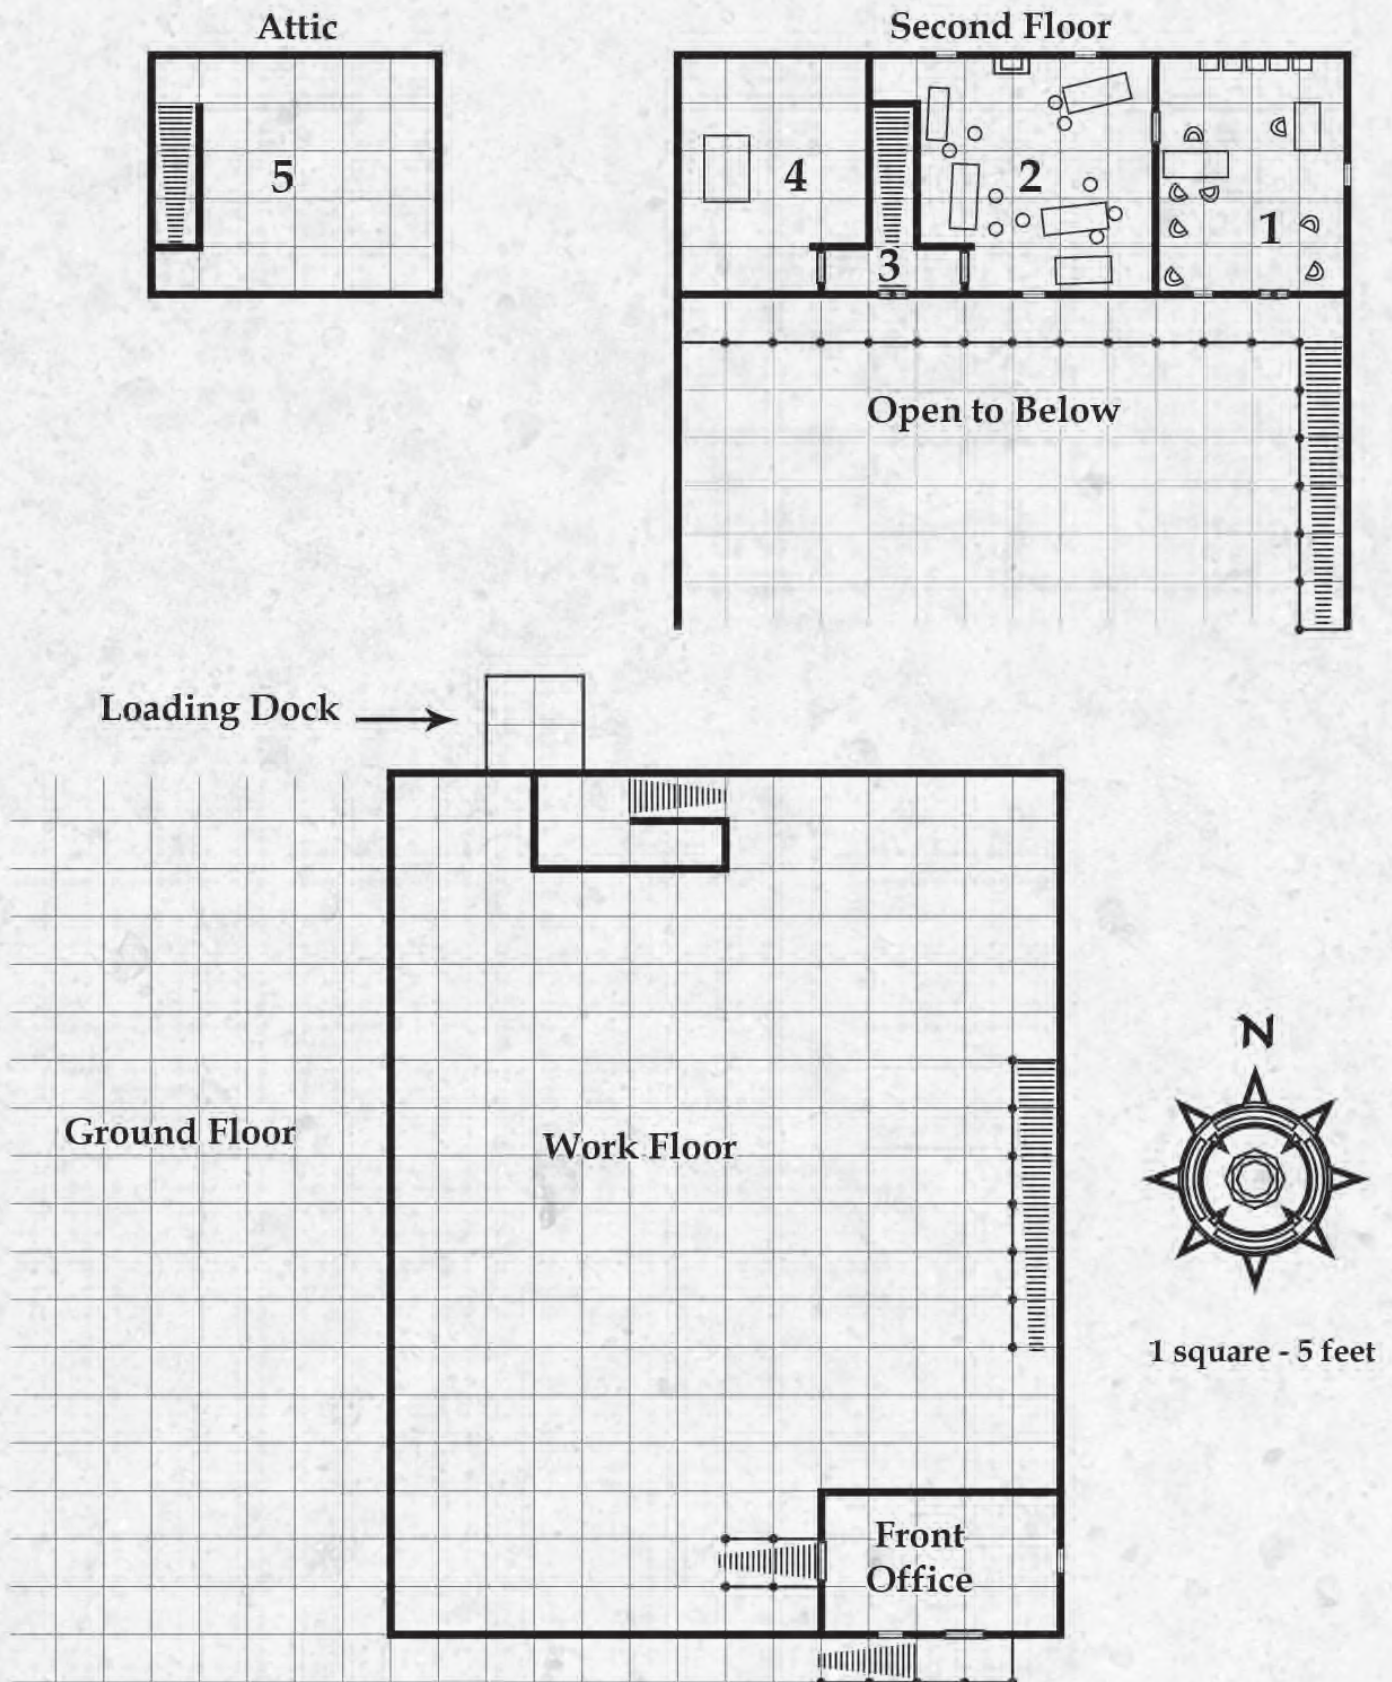 Attic
Second Floor
5
4
2
1
3
Open to Below
Loading Dock
Ground Floor
Work Floor
N
1 square - 5 feet
Front
Office